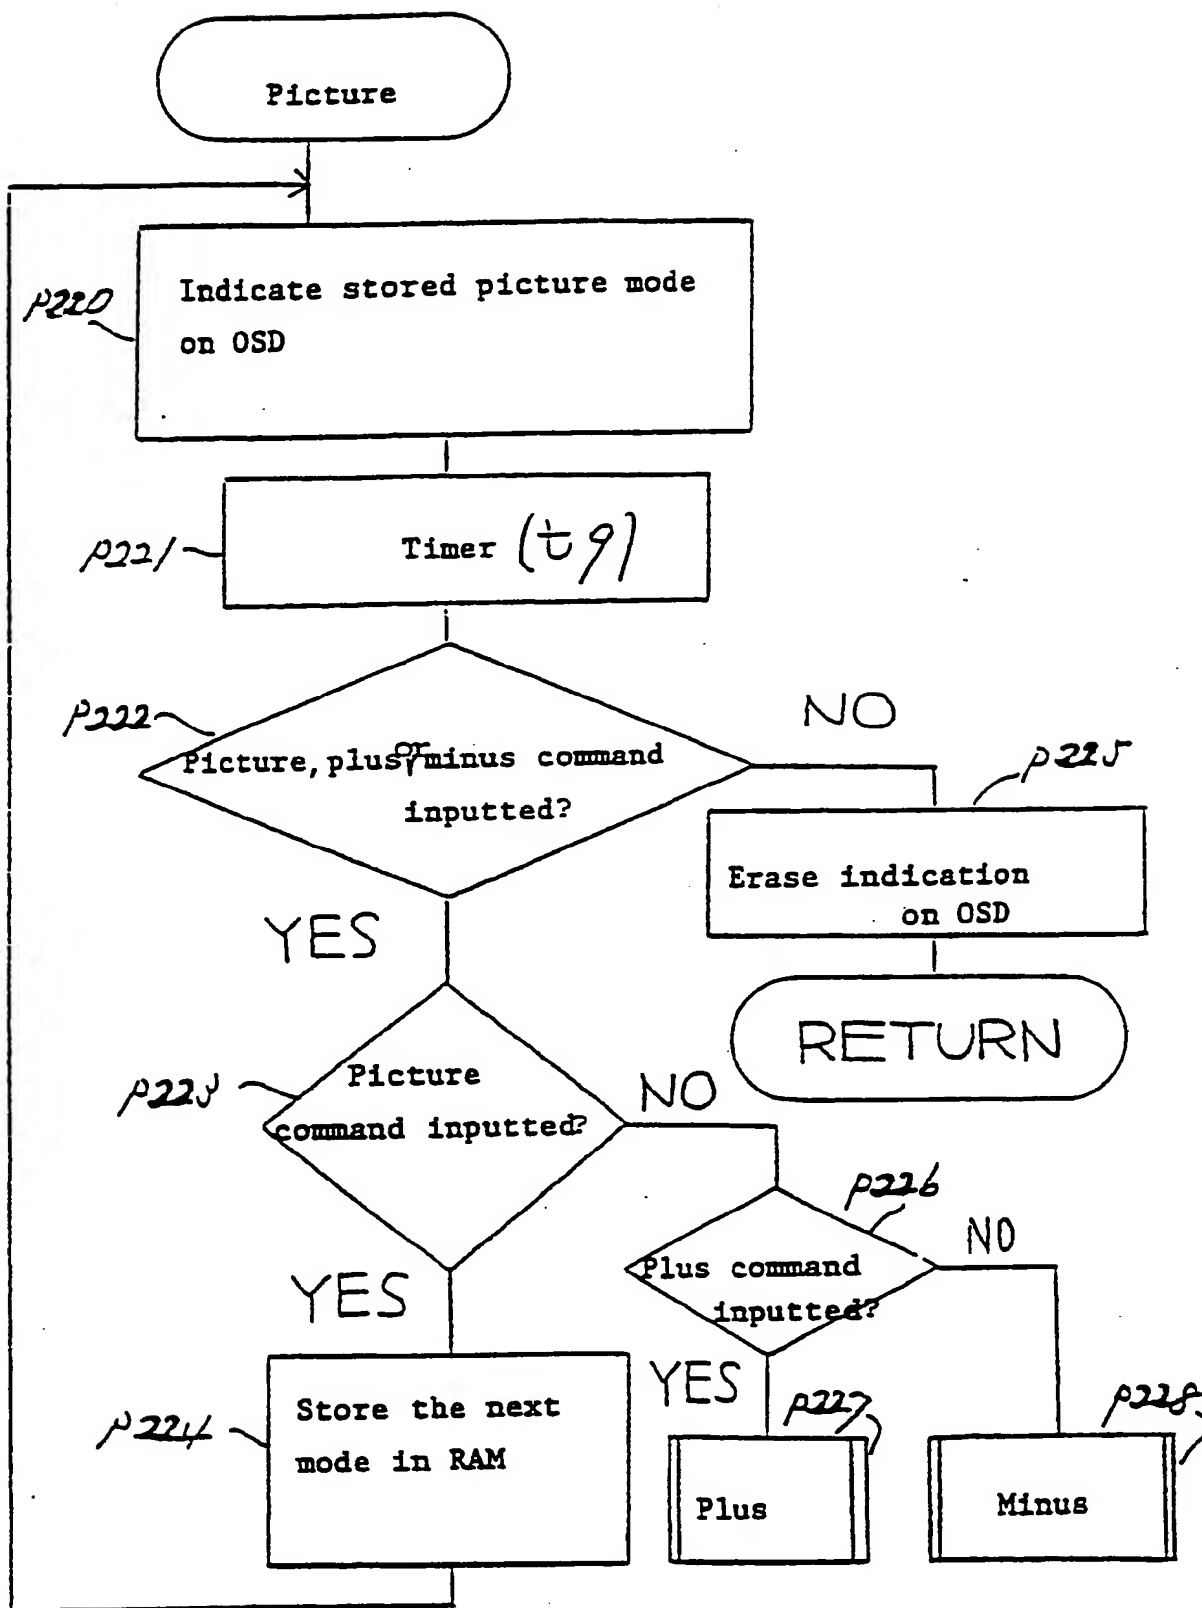 Picture
P220
Indicate stored picture mode
on OSD
P221
Timer (t9)
P222
Picture, plus or minus command
inputted?
NO
P225
Erase indication
on OSD
YES
RETURN
P223
Picture
command inputted?
NO
P226
Plus command
inputted?
NO
YES
P224
Store the next
mode in RAM
YES
P227
Plus
P228
Minus